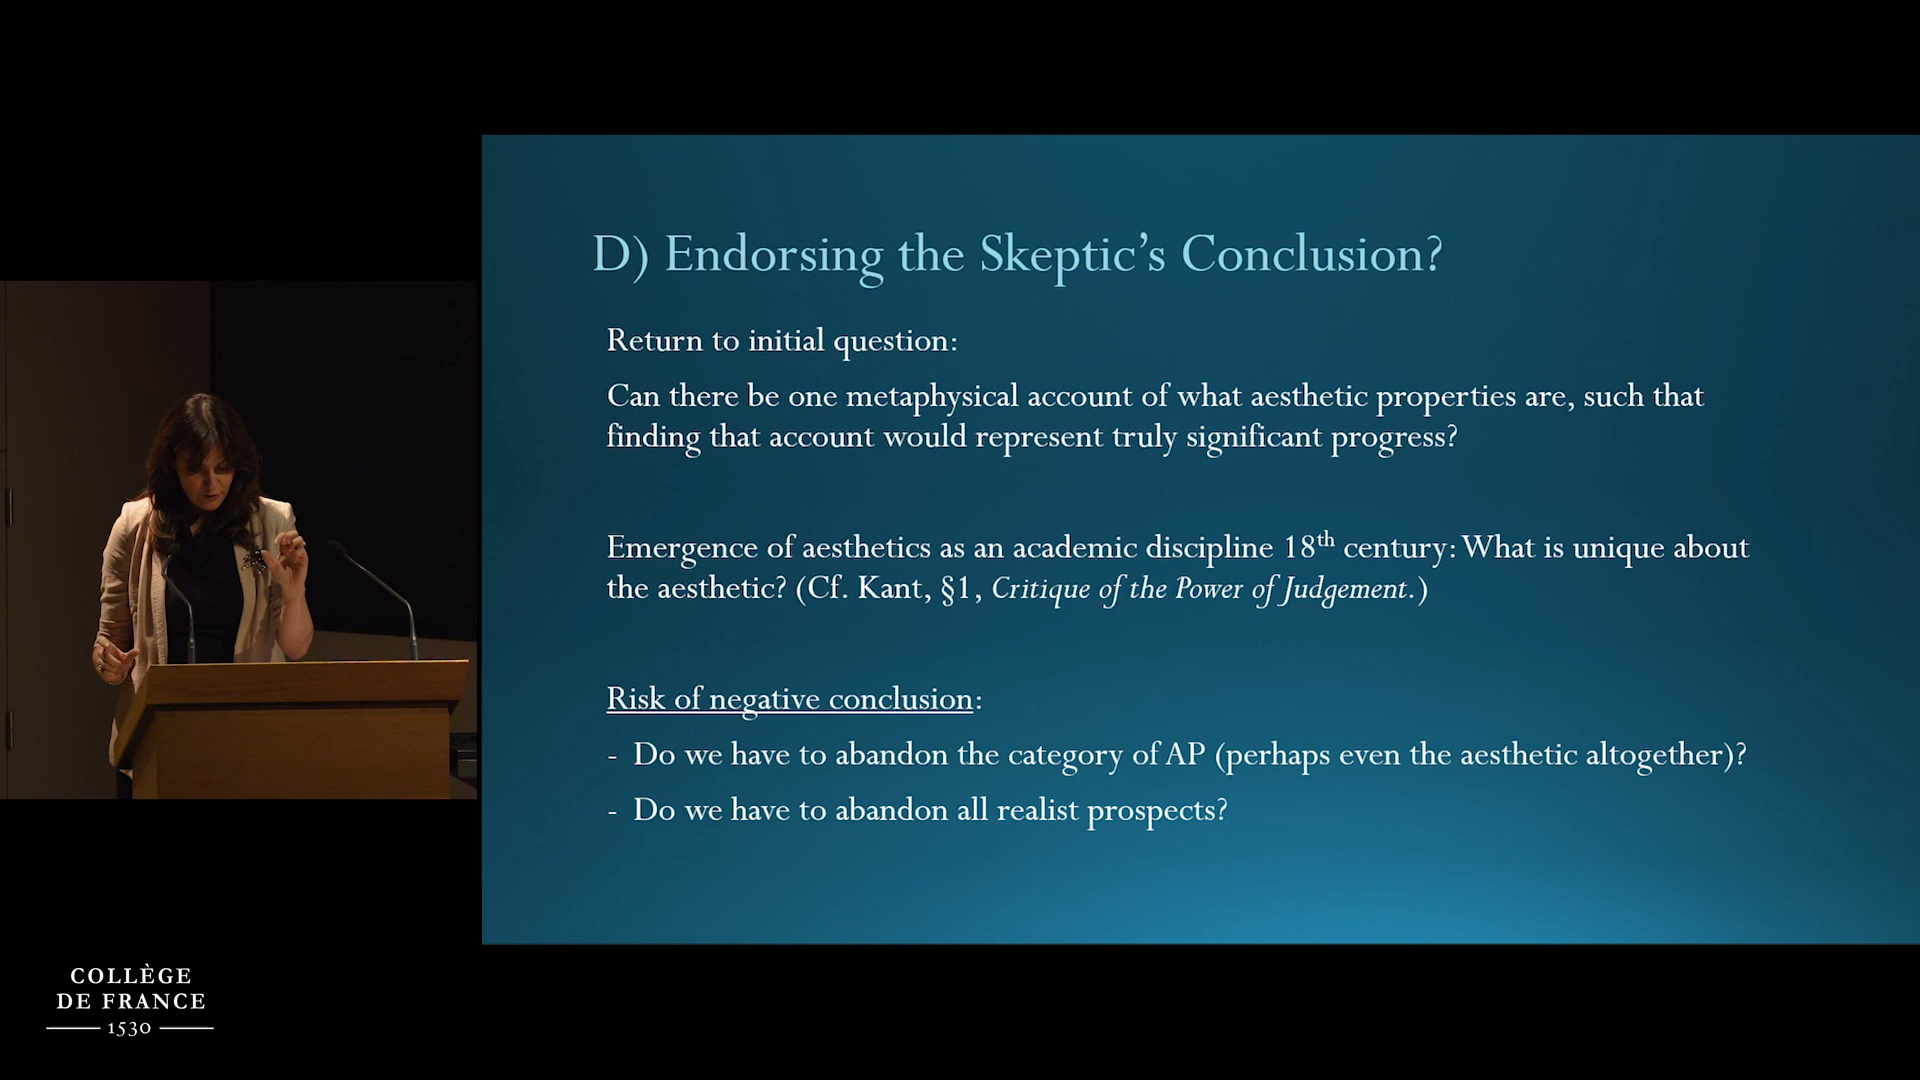 D) Endorsing the Skeptic’s Conclusion?
Return to initial question:
Can there be one metaphysical account of what aesthetic properties are, such that
finding that account would represent truly significant progress?
Emergence of aesthetics as an academic discipline 18th century: What is unique about
the aesthetic? (Cf. Kant, §1, Critique of the Power of Judgement.)
Risk of negative conclusion:
- Do we have to abandon the category of AP (perhaps even the aesthetic altogether)?
- Do we have to abandon all realist prospects?
COLLÈGE
DE FRANCE
1530